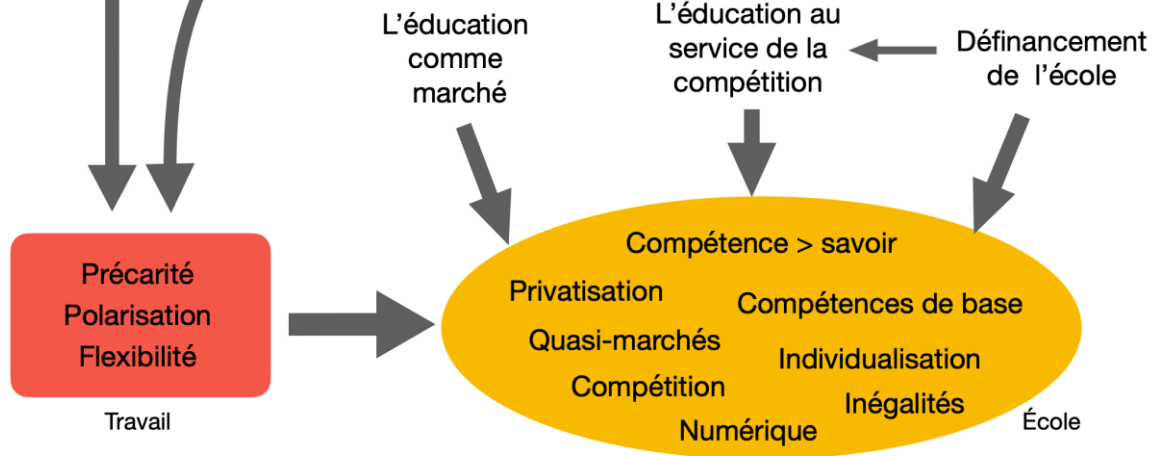 L’éducation
comme
marché
L’éducation au
service de la
compétition
Définancement
de l’école
Précarité
Polarisation
Flexibilité
Travail
Compétence > savoir
Privatisation
Compétences de base
Quasi-marchés
Individualisation
Compétition
Inégalités
Numérique
École